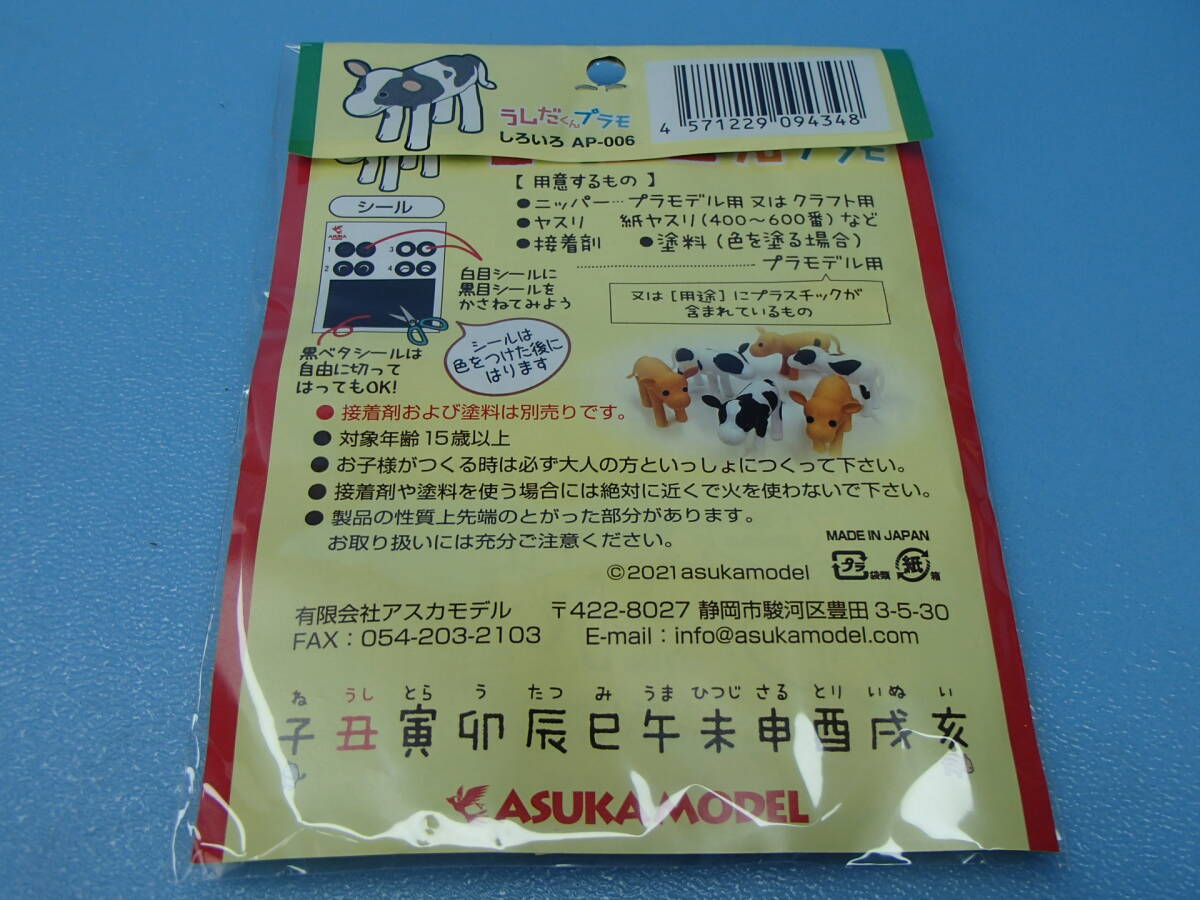 うしだくんプラモ
しろいろ AP-006
4 571229 094348
プラモ
【 用意するもの 】
●ニッパー… プラモデル用 又は クラフト用
●ヤスリ 紙ヤスリ(400〜600番)など
●接着剤 ●塗料(色を塗る場合)
プラモデル用
又は[用途]にプラスチックが
含まれているもの
シール
1 3
2 4
白目シールに
黒目シールを
かさねてみよう
シールは
色をつけた後に
はります
黒ベタシールは
自由に切って
はってもOK!
● 接着剤および塗料は別売りです。
● 対象年齢15歳以上
● お子様がつくる時は必ず大人の方といっしょにつくって下さい。
● 接着剤や塗料を使う場合には絶対に近くで火を使わないで下さい。
● 製品の性質上先端のとがった部分があります。
お取り扱いには充分ご注意ください。
MADE IN JAPAN
©2021asukamodel
プラ 袋類 紙 箱
有限会社アスカモデル 〒422-8027 静岡市駿河区豊田 3-5-30
FAX:054-203-2103 E-mail:info@asukamodel.com
ね うし とら う たつ み うま ひつじ さる とり いぬ い
子 丑 寅 卯 辰 巳 午 未 申 酉 戌 亥
ASUKA MODEL